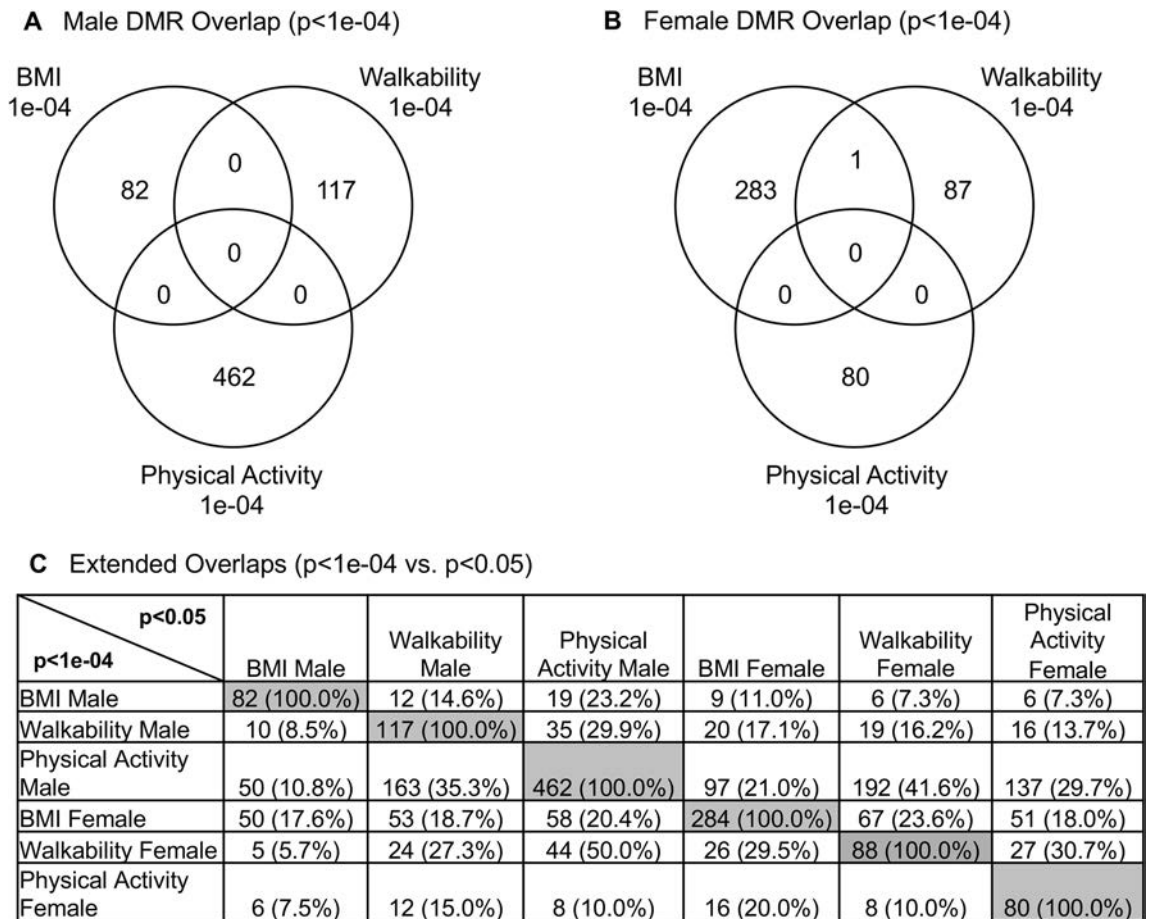 A Male DMR Overlap (p<1e-04)
BMI
1e-04
Walkability
1e-04
82
0
117
0
0
0
462
Physical Activity
1e-04
B Female DMR Overlap (p<1e-04)
BMI
1e-04
Walkability
1e-04
283
1
87
0
0
0
80
Physical Activity
1e-04
C Extended Overlaps (p<1e-04 vs. p<0.05)
p<0.05
p<1e-04
BMI Male
Walkability
Male
Physical
Activity Male
BMI Female
Walkability
Female
Physical
Activity
Female
BMI Male 82 (100.0%) 12 (14.6%) 19 (23.2%) 9 (11.0%) 6 (7.3%) 6 (7.3%)
Walkability Male 10 (8.5%) 117 (100.0%) 35 (29.9%) 20 (17.1%) 19 (16.2%) 16 (13.7%)
Physical Activity
Male 50 (10.8%) 163 (35.3%) 462 (100.0%) 97 (21.0%) 192 (41.6%) 137 (29.7%)
BMI Female 50 (17.6%) 53 (18.7%) 58 (20.4%) 284 (100.0%) 67 (23.6%) 51 (18.0%)
Walkability Female 5 (5.7%) 24 (27.3%) 44 (50.0%) 26 (29.5%) 88 (100.0%) 27 (30.7%)
Physical Activity
Female 6 (7.5%) 12 (15.0%) 8 (10.0%) 16 (20.0%) 8 (10.0%) 80 (100.0%)